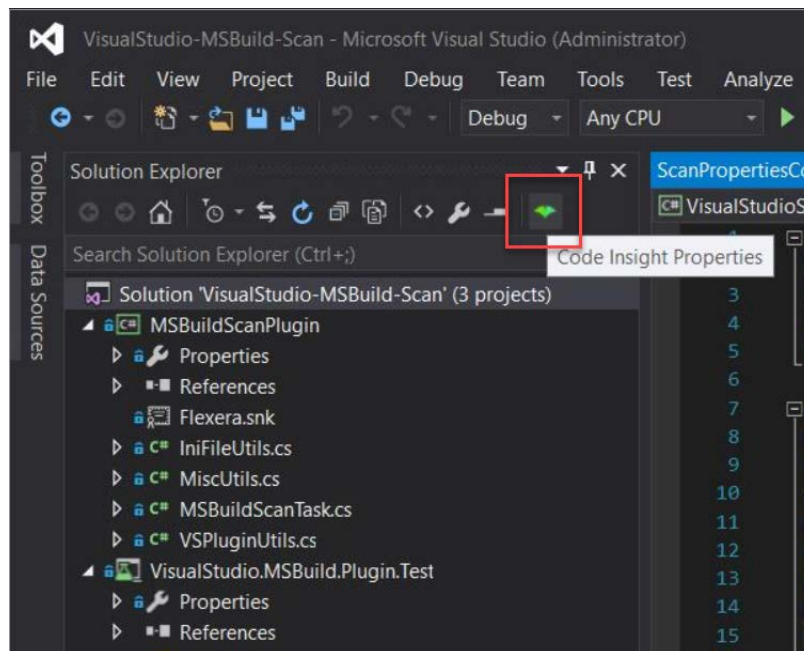 VisualStudio-MSBuild-Scan - Microsoft Visual Studio (Administrator)
File Edit View Project Build Debug Team Tools Test Analyze
Debug Any CPU
Toolbox
Data Sources
Solution Explorer
Search Solution Explorer (Ctrl+;)
Solution 'VisualStudio-MSBuild-Scan' (3 projects)
C# MSBuildScanPlugin
Properties
References
Flexera.snk
C# IniFileUtils.cs
C# MiscUtils.cs
C# MSBuildScanTask.cs
C# VSPluginUtils.cs
VisualStudio.MSBuild.Plugin.Test
Properties
References
ScanPropertiesCo
C# VisualStudioS
Code Insight Properties
3
4
5
6
7
8
9
10
11
12
13
14
15